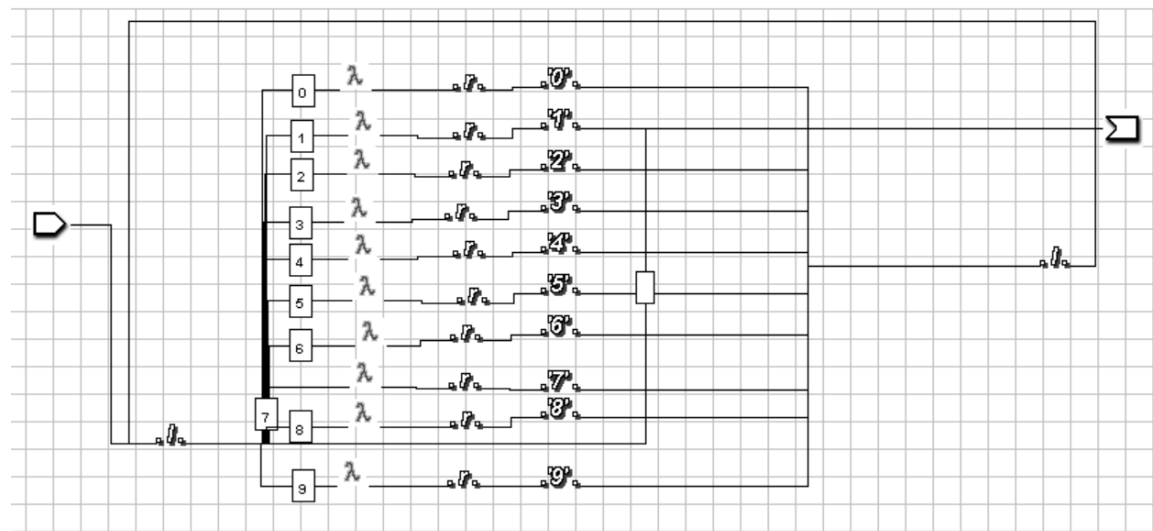 0 λ .r. '0'
1 λ .r. '1'
2 λ .r. '2'
3 λ .r. '3'
4 λ .r. '4'
5 λ .r. '5'
6 λ .r. '6'
7 λ .r. '7'
8 λ .r. '8'
9 λ .r. '9'